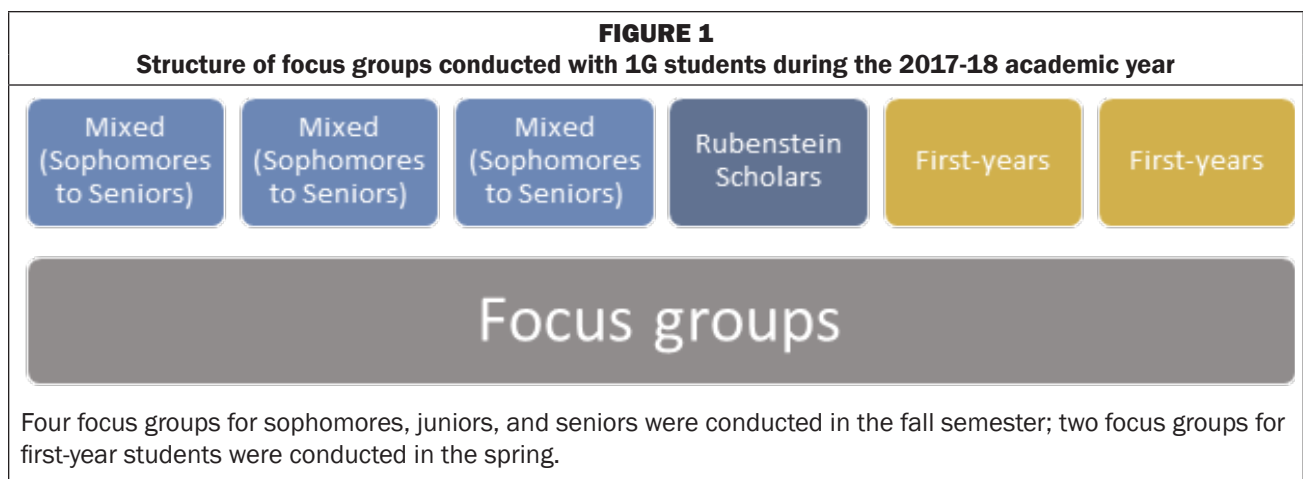 FIGURE 1
Structure of focus groups conducted with 1G students during the 2017-18 academic year
Mixed
(Sophomores
to Seniors)
Mixed
(Sophomores
to Seniors)
Mixed
(Sophomores
to Seniors)
Rubenstein
Scholars
First-years
First-years
Focus groups
Four focus groups for sophomores, juniors, and seniors were conducted in the fall semester; two focus groups for
first-year students were conducted in the spring.